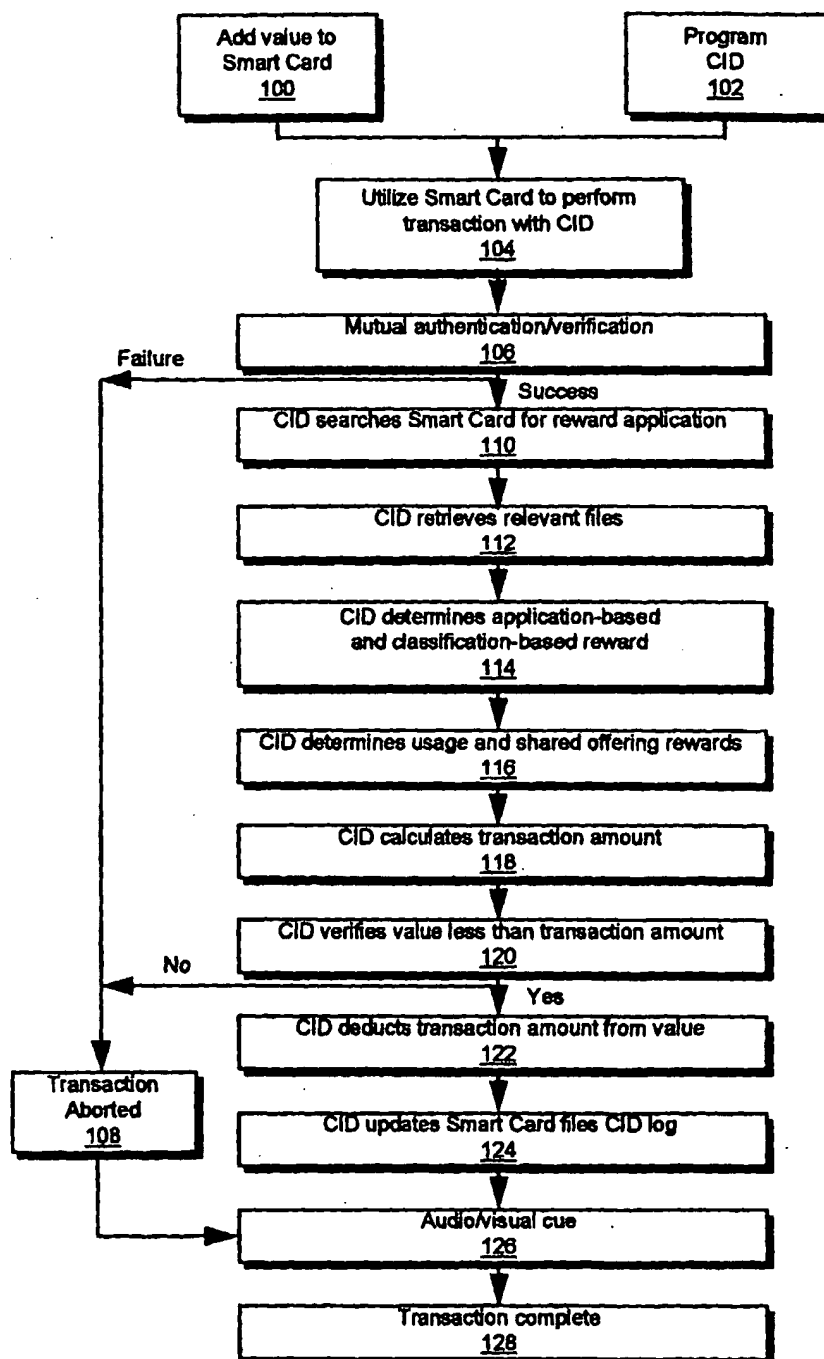 Add value to
Smart Card
100
Program
CID
102
Utilize Smart Card to perform
transaction with CID
104
Mutual authentication/verification
106
Failure
Success
CID searches Smart Card for reward application
110
CID retrieves relevant files
112
CID determines application-based
and classification-based reward
114
CID determines usage and shared offering rewards
116
CID calculates transaction amount
118
CID verifies value less than transaction amount
120
No
Yes
CID deducts transaction amount from value
122
Transaction
Aborted
108
CID updates Smart Card files CID log
124
Audio/visual cue
126
Transaction complete
128